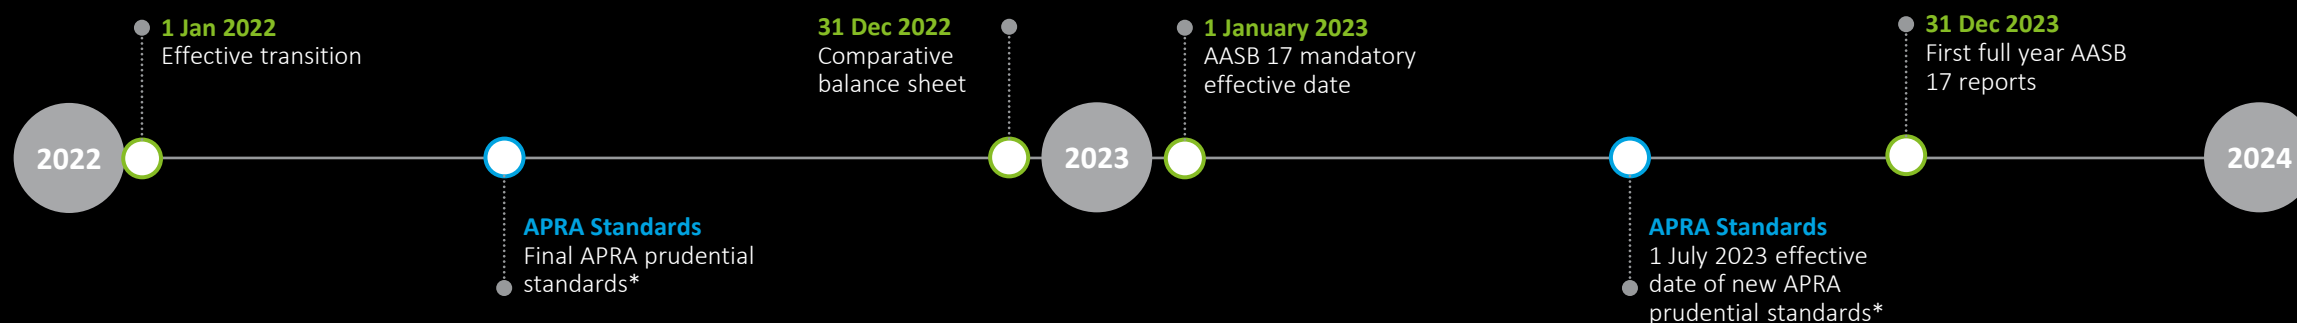 1 Jan 2022
Effective transition
31 Dec 2022
Comparative
balance sheet
1 January 2023
AASB 17 mandatory
effective date
31 Dec 2023
First full year AASB
17 reports
2022
2023
2024
APRA Standards
Final APRA prudential
standards*
APRA Standards
1 July 2023 effective
date of new APRA
prudential standards*